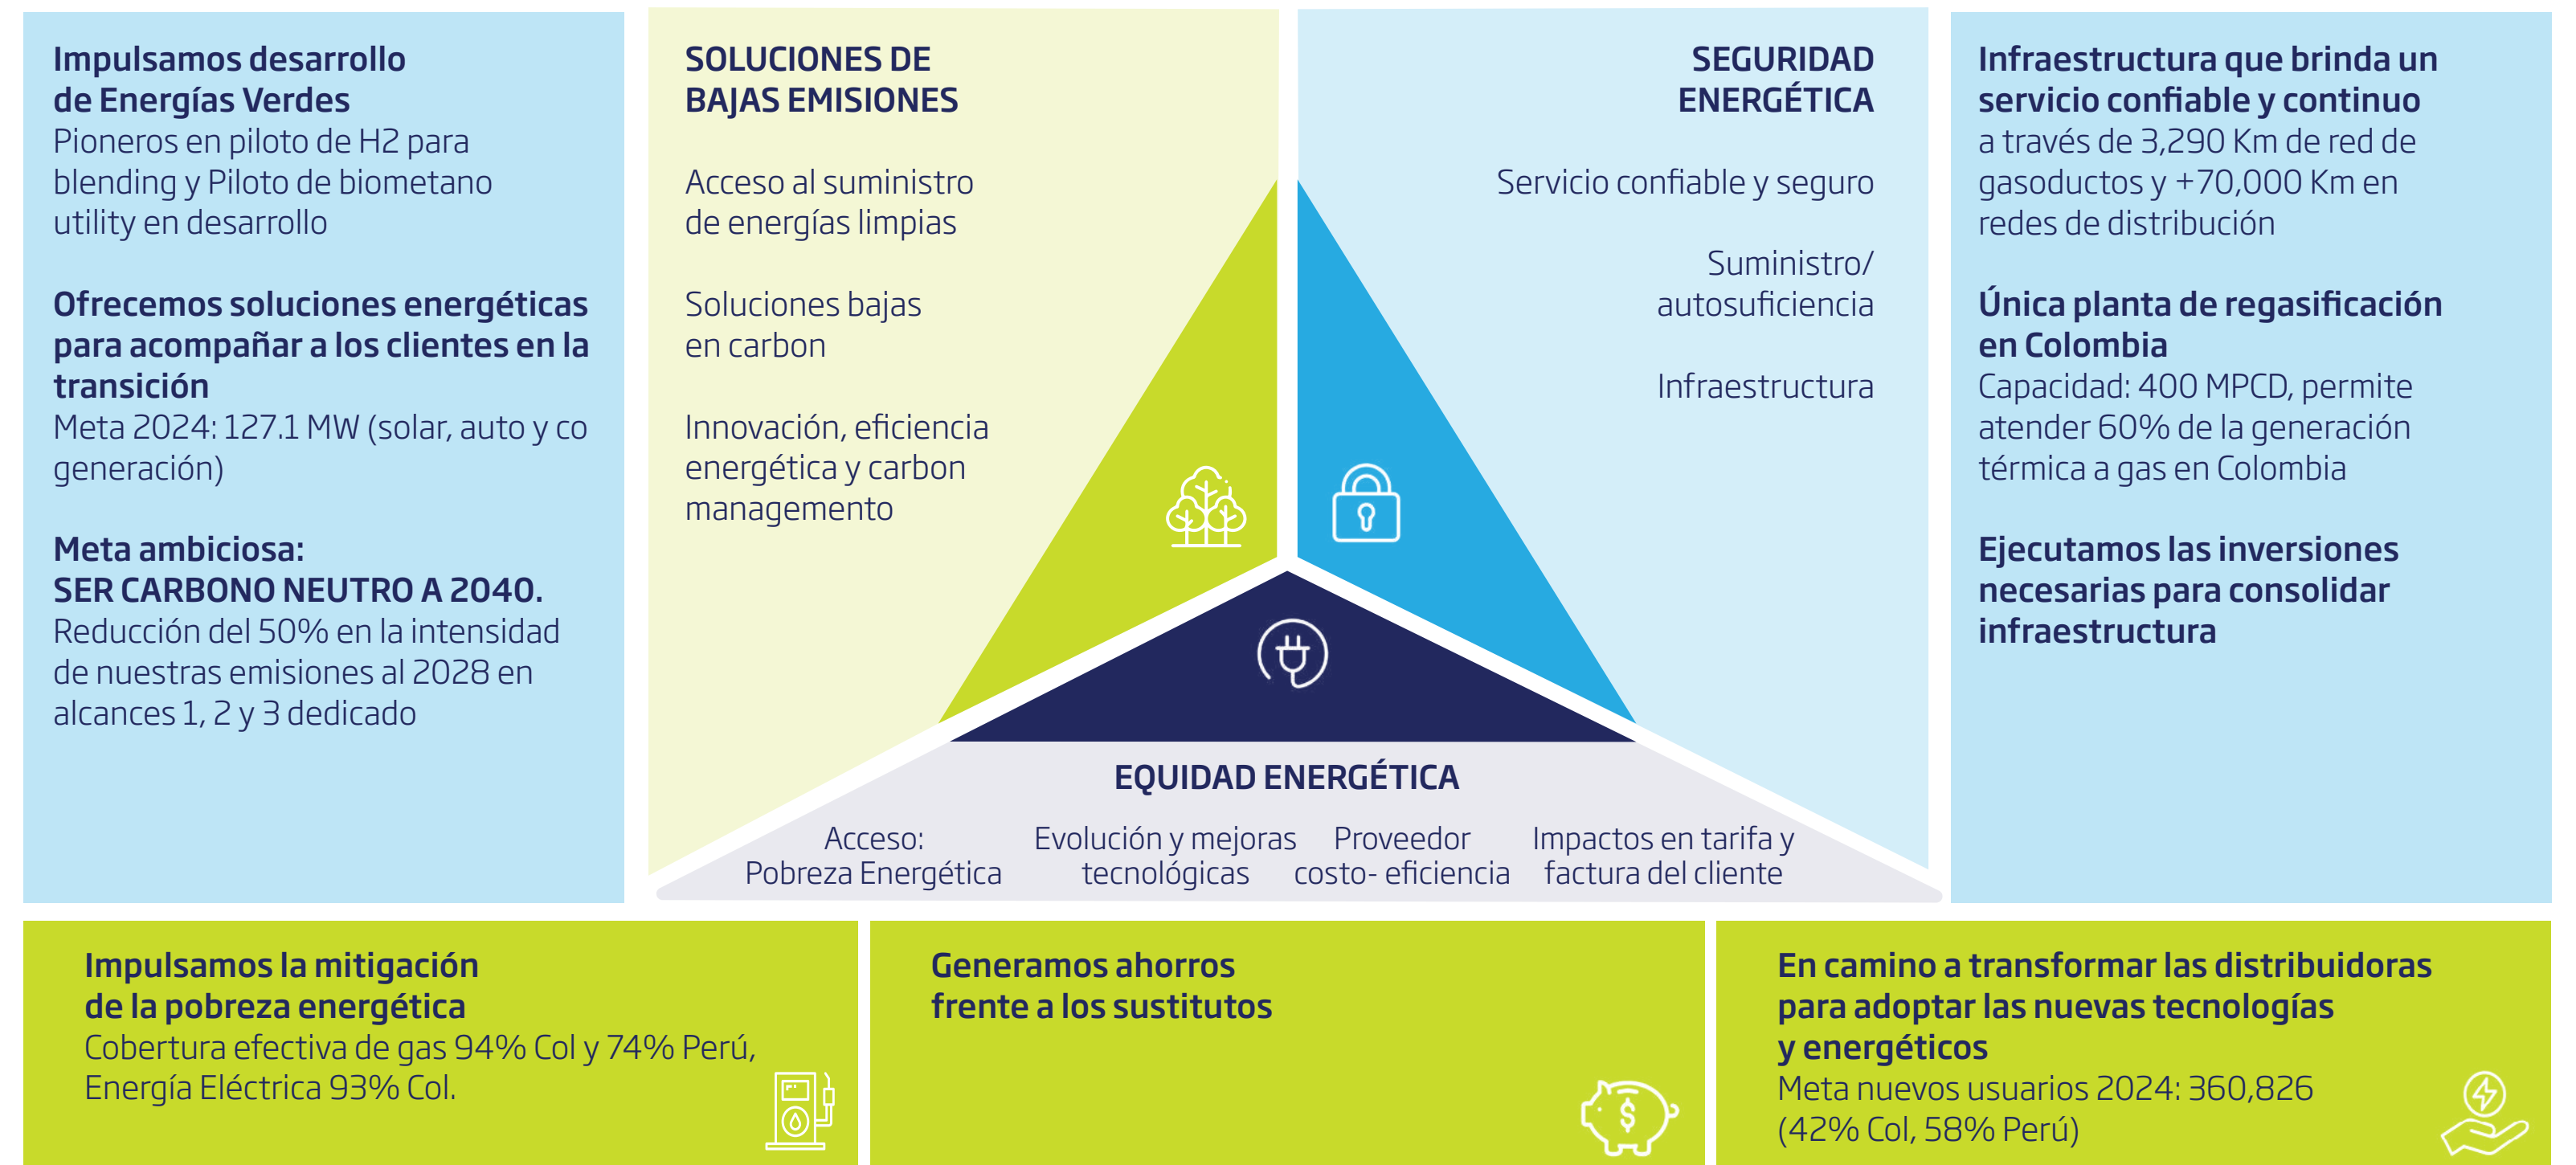 Impulsamos desarrollo
de Energías Verdes
Pioneros en piloto de H2 para
blending y Piloto de biometano
utility en desarrollo
Ofrecemos soluciones energéticas
para acompañar a los clientes en la
transición
Meta 2024: 127.1 MW (solar, auto y co
generación)
Meta ambiciosa:
SER CARBONO NEUTRO A 2040.
Reducción del 50% en la intensidad
de nuestras emisiones al 2028 en
alcances 1, 2 y 3 dedicado
SOLUCIONES DE
BAJAS EMISIONES
Acceso al suministro
de energías limpias
Soluciones bajas
en carbon
Innovación, eficiencia
energética y carbon
managemento
SEGURIDAD
ENERGÉTICA
Servicio confiable y seguro
Suministro/
autosuficiencia
Infraestructura
Infraestructura que brinda un
servicio confiable y continuo
a través de 3,290 Km de red de
gasoductos y +70,000 Km en
redes de distribución
Única planta de regasificación
en Colombia
Capacidad: 400 MPCD, permite
atender 60% de la generación
térmica a gas en Colombia
Ejecutamos las inversiones
necesarias para consolidar
infraestructura
EQUIDAD ENERGÉTICA
Acceso:
Pobreza Energética
Evolución y mejoras
tecnológicas
Proveedor
costo- eficiencia
Impactos en tarifa y
factura del cliente
Impulsamos la mitigación
de la pobreza energética
Cobertura efectiva de gas 94% Col y 74% Perú,
Energía Eléctrica 93% Col.
Generamos ahorros
frente a los sustitutos
$
En camino a transformar las distribuidoras
para adoptar las nuevas tecnologías
y energéticos
Meta nuevos usuarios 2024: 360,826
(42% Col, 58% Perú)